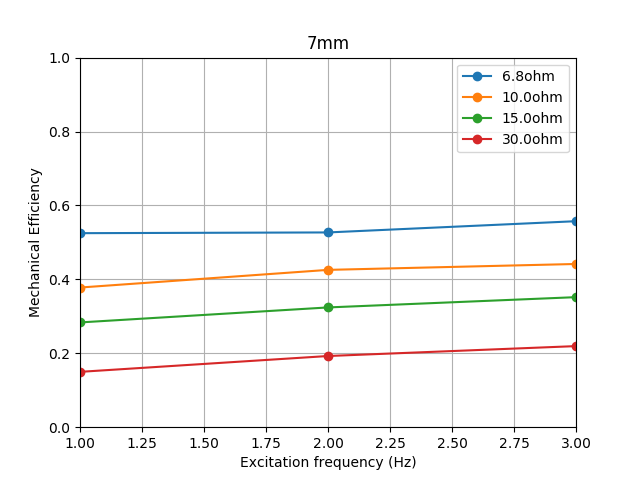 7mm
1.0
0.8
0.6
0.4
0.2
0.0
Mechanical Efficiency
6.8ohm
10.0ohm
15.0ohm
30.0ohm
1.00 1.25 1.50 1.75 2.00 2.25 2.50 2.75 3.00
Excitation frequency (Hz)